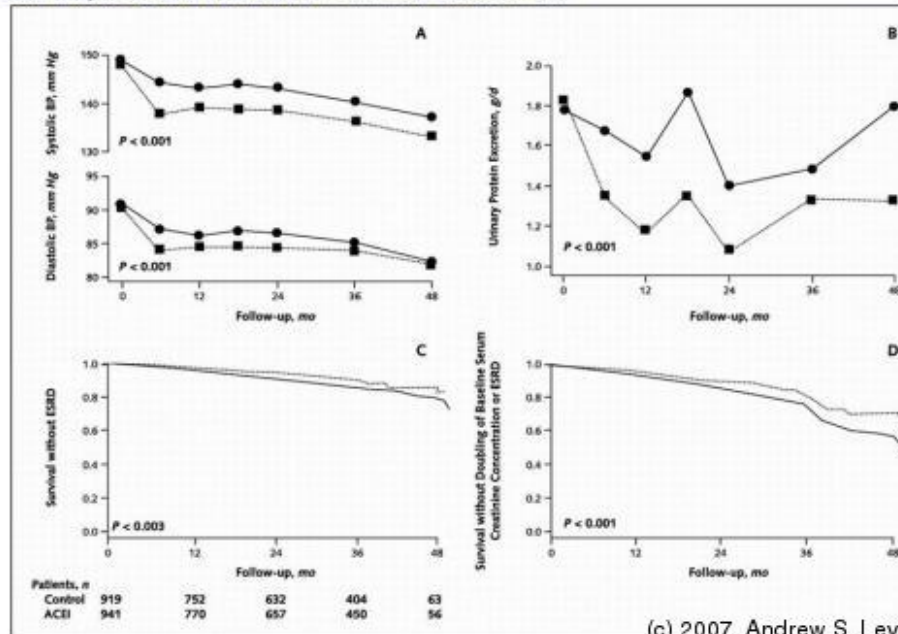 A
Systolic BP, mm Hg
150
140
130
P < 0.001
Diastolic BP, mm Hg
95
90
85
80
P < 0.001
0 12 24 36 48
Follow-up, mo
B
Urinary Protein Excretion, g/d
2.0
1.8
1.4
1.2
1.0
P < 0.001
0 12 24 36 48
Follow-up, mo
C
Survival without ESRD
1.0
0.8
0.6
0.4
0.2
0.0
P < 0.003
0 12 24 36 48
Follow-up, mo
Patients, n
Control 919 752 632 404 63
ACEI 941 770 657 450 56
D
Survival without Doubling of Baseline Serum
Creatinine Concentration or ESRD
1.0
0.8
0.6
0.4
0.2
0.0
P < 0.001
0 12 24 36 48
Follow-up, mo
(c) 2007, Andrew S. Lev